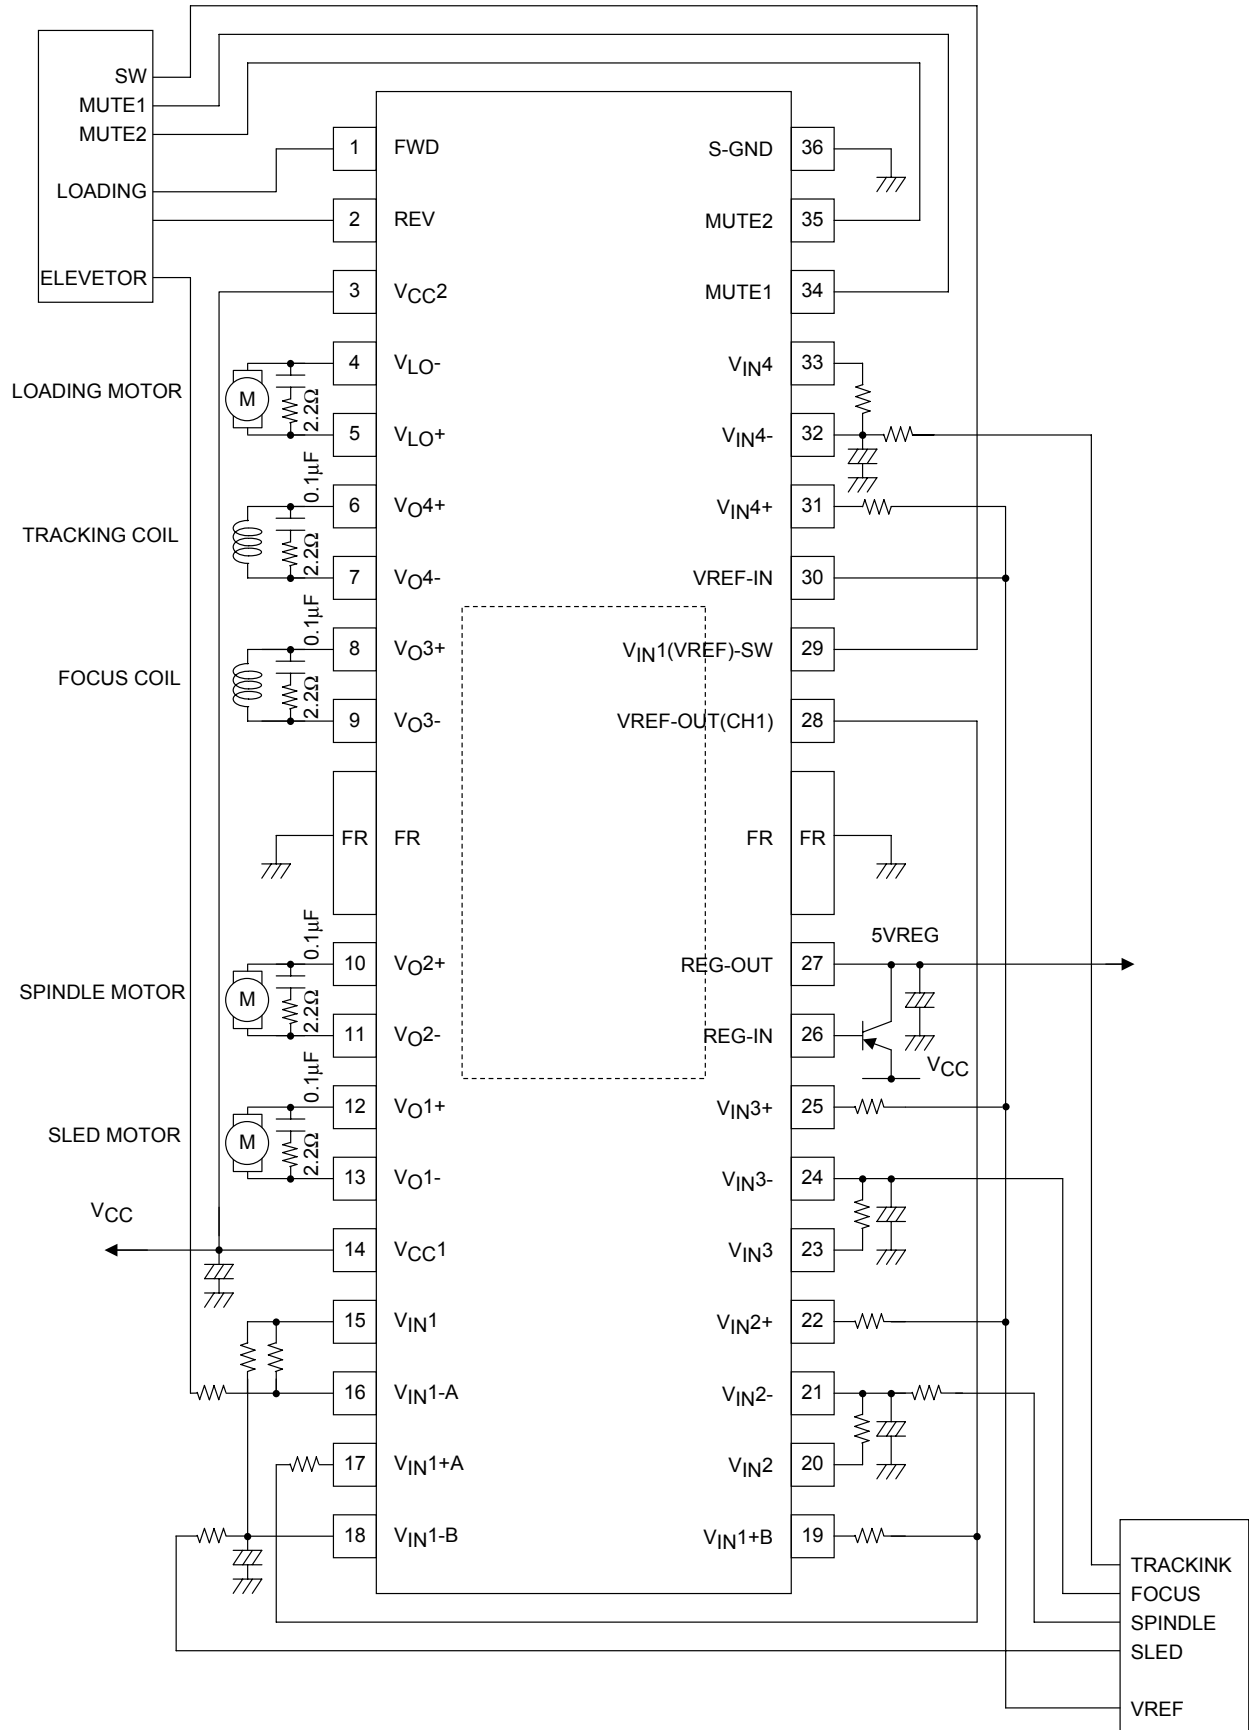 SW
MUTE1
MUTE2
LOADING
ELEVETOR
1 FWD S-GND 36
2 REV MUTE2 35
3 VCC2 MUTE1 34
4 VLO- VIN4 33
LOADING MOTOR M 2.2Ω
5 VLO+ VIN4- 32
0.1µF
6 VO4+ VIN4+ 31
TRACKING COIL 2.2Ω
7 VO4- VREF-IN 30
0.1µF
8 VO3+ VIN1(VREF)-SW 29
FOCUS COIL 2.2Ω
9 VO3- VREF-OUT(CH1) 28
FR FR FR FR
0.1µF 5VREG
10 VO2+ REG-OUT 27
SPINDLE MOTOR M 2.2Ω
11 VO2- REG-IN 26
VCC
0.1µF
12 VO1+ VIN3+ 25
SLED MOTOR M 2.2Ω
13 VO1- VIN3- 24
VCC
14 VCC1 VIN3 23
15 VIN1 VIN2+ 22
16 VIN1-A VIN2- 21
17 VIN1+A VIN2 20
18 VIN1-B VIN1+B 19
TRACKINK
FOCUS
SPINDLE
SLED
VREF